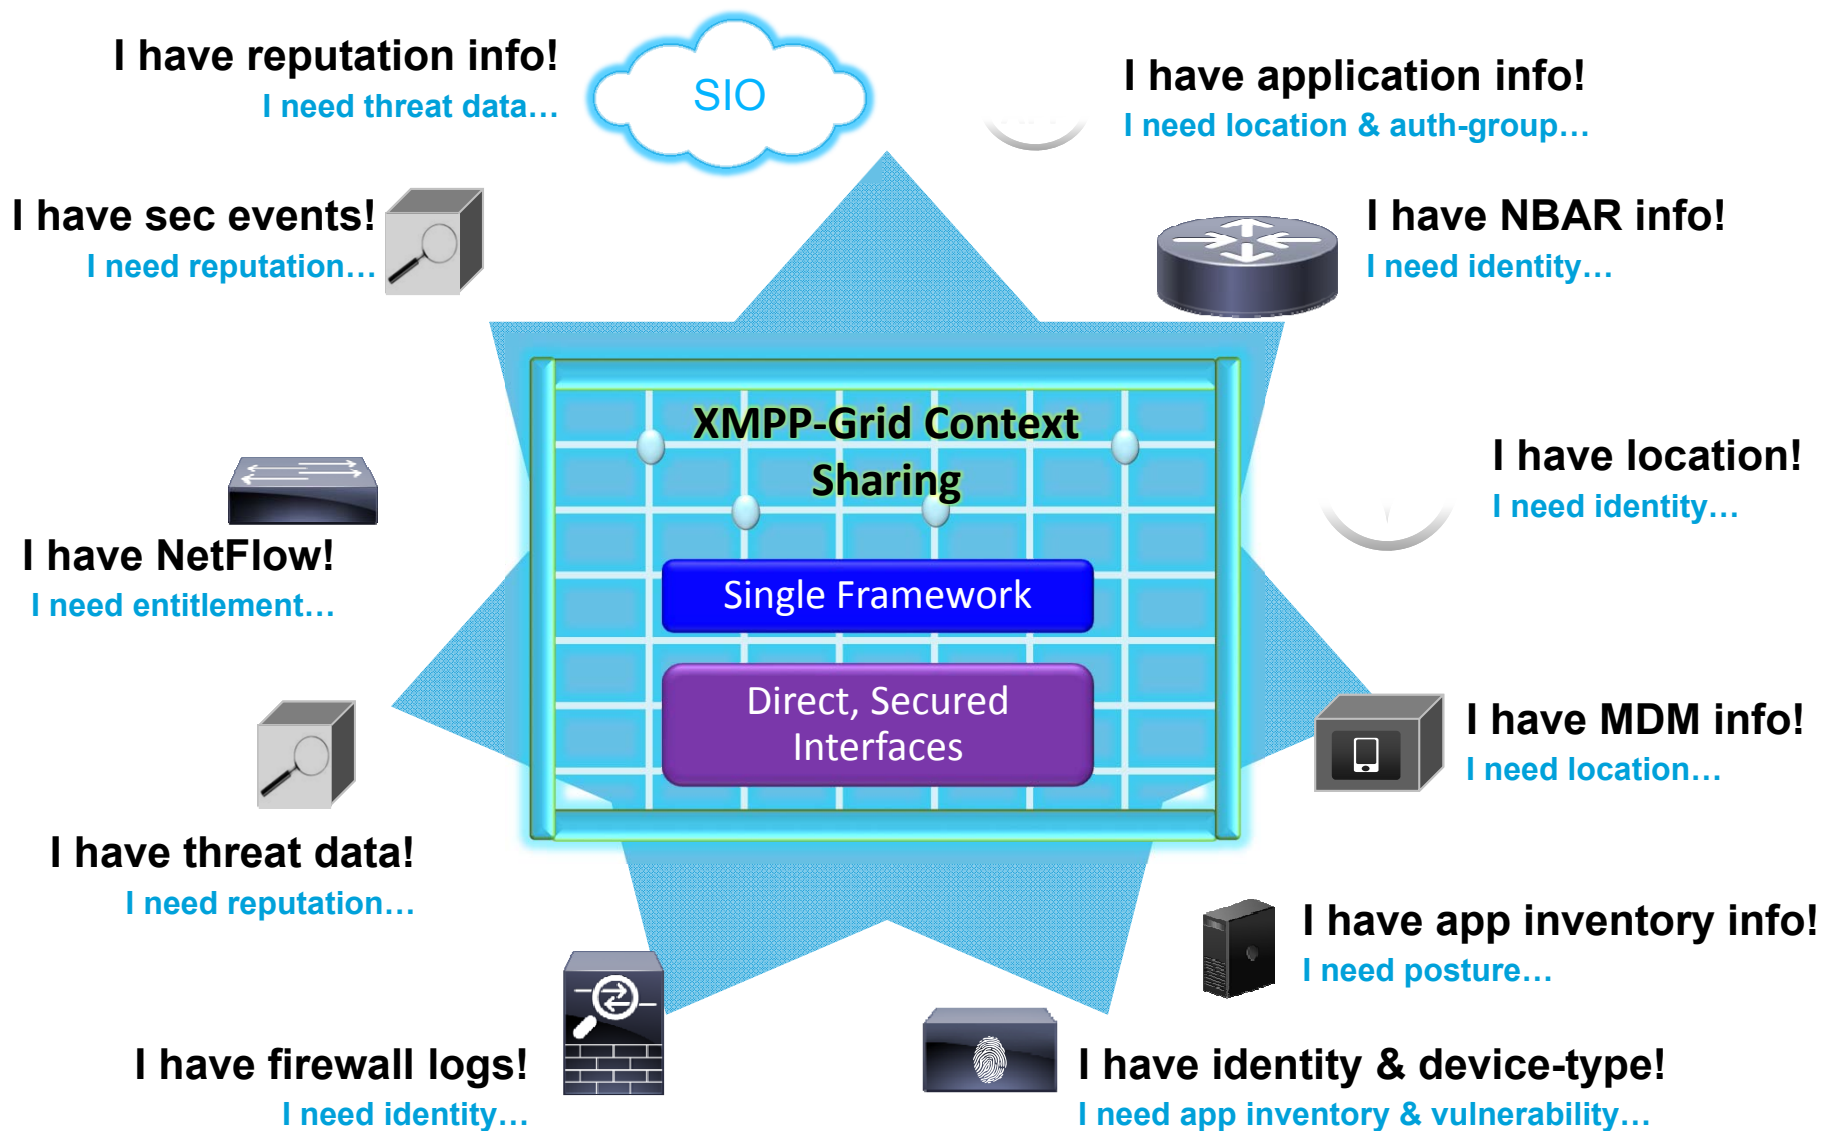 I have reputation info!
I need threat data…
SIO
I have application info!
I need location & auth-group…
I have sec events!
I need reputation…
I have NBAR info!
I need identity…
XMPP-Grid Context
Sharing
I have location!
I need identity…
I have NetFlow!
I need entitlement…
Single Framework
Direct, Secured
Interfaces
I have MDM info!
I need location…
I have threat data!
I need reputation…
I have app inventory info!
I need posture…
I have firewall logs!
I need identity…
I have identity & device-type!
I need app inventory & vulnerability…